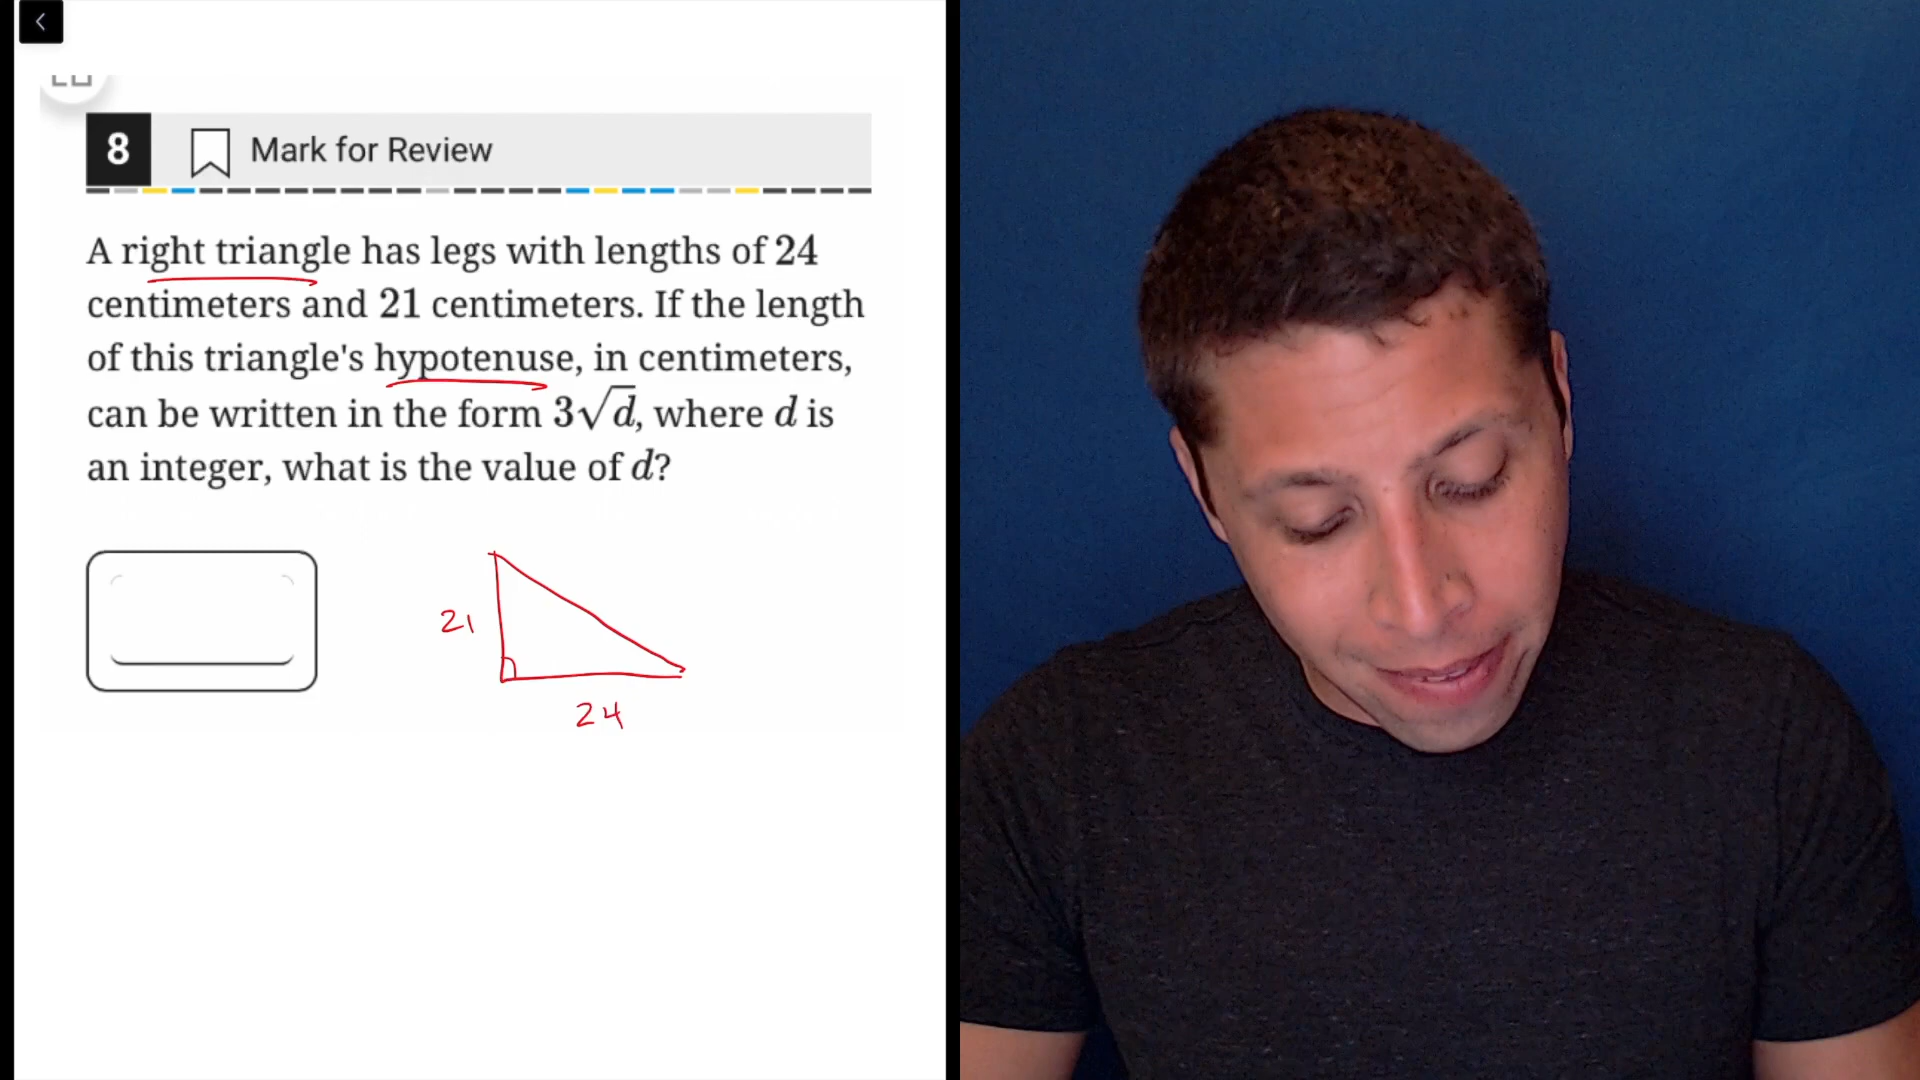 8 Mark for Review
A right triangle has legs with lengths of 24
centimeters and 21 centimeters. If the length
of this triangle's hypotenuse, in centimeters,
can be written in the form 3√d, where d is
an integer, what is the value of d?
21
24